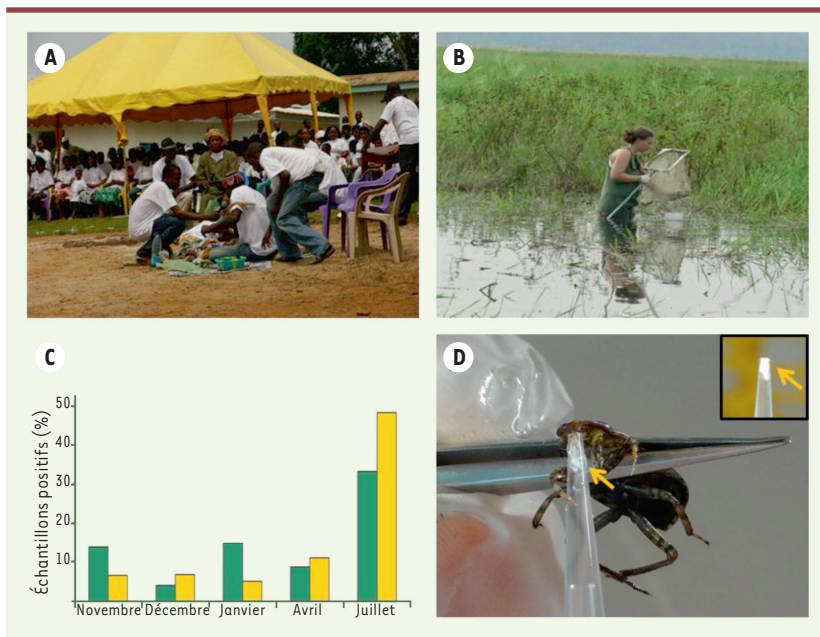 A
B
C
Échantillons positifs (%)
50
40
30
20
10
Novembre Décembre Janvier Avril Juillet
D